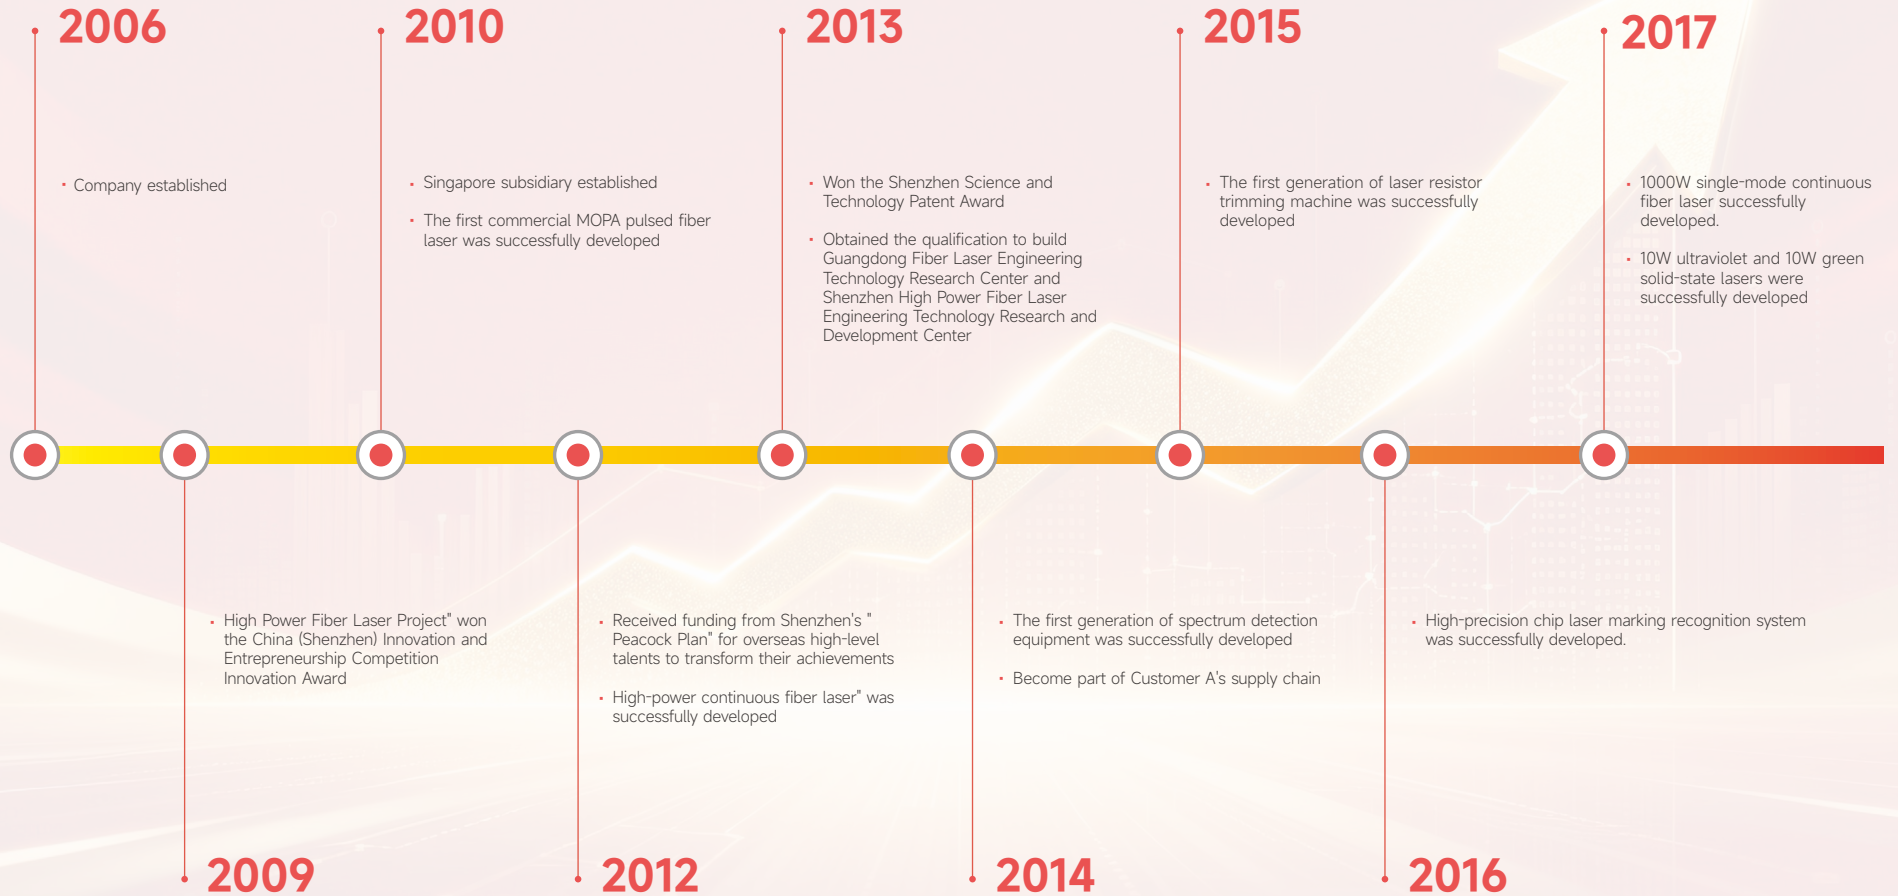 2006
· Company established
2010
· Singapore subsidiary established
· The first commercial MOPA pulsed fiber
laser was successfully developed
2013
· Won the Shenzhen Science and
Technology Patent Award
· Obtained the qualification to build
Guangdong Fiber Laser Engineering
Technology Research Center and
Shenzhen High Power Fiber Laser
Engineering Technology Research and
Development Center
2015
· The first generation of laser resistor
trimming machine was successfully
developed
2017
· 1000W single-mode continuous
fiber laser successfully
developed.
· 10W ultraviolet and 10W green
solid-state lasers were
successfully developed
· High Power Fiber Laser Project" won
the China (Shenzhen) Innovation and
Entrepreneurship Competition
Innovation Award
2009
· Received funding from Shenzhen's "
Peacock Plan" for overseas high-level
talents to transform their achievements
· High-power continuous fiber laser" was
successfully developed
2012
· The first generation of spectrum detection
equipment was successfully developed
· Become part of Customer A's supply chain
2014
· High-precision chip laser marking recognition system
was successfully developed.
2016